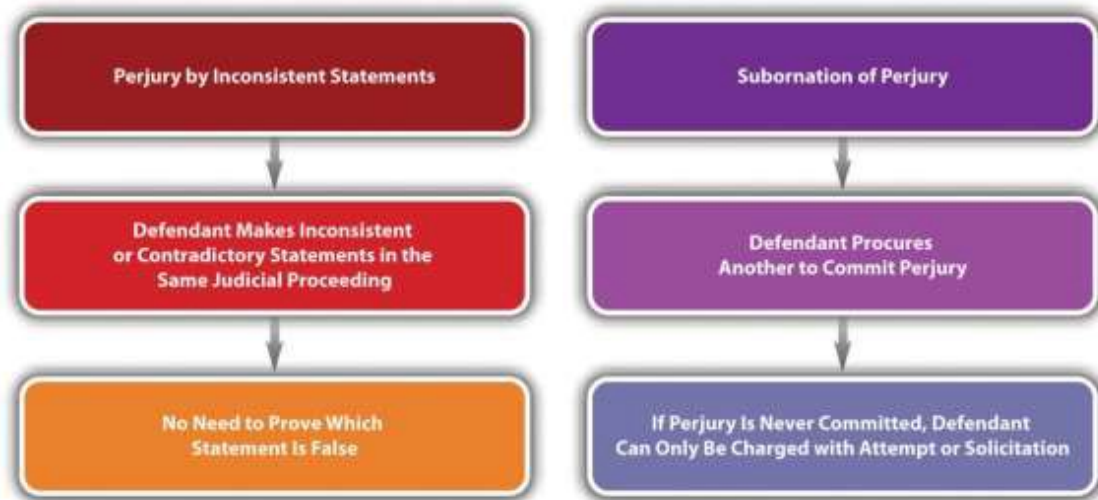 Perjury by Inconsistent Statements
Defendant Makes Inconsistent
or Contradictory Statements in the
Same Judicial Proceeding
No Need to Prove Which
Statement Is False
Subornation of Perjury
Defendant Procures
Another to Commit Perjury
If Perjury Is Never Committed, Defendant
Can Only Be Charged with Attempt or Solicitation